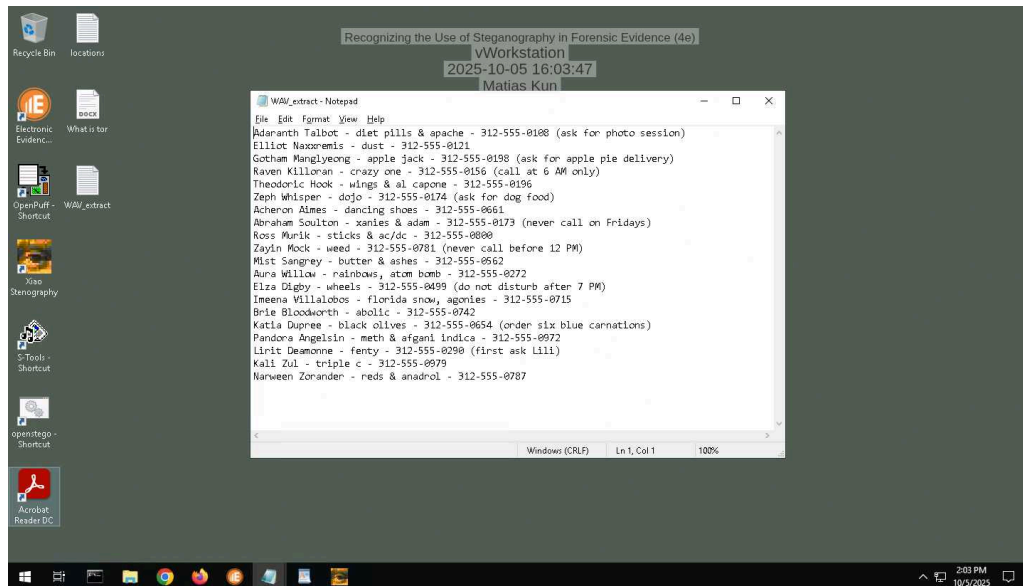 Recognizing the Use of Steganography in Forensic Evidence (4e)
vWorkstation
2025-10-05 16:03:47
Matias Kun
Recycle Bin
locations
Electronic
Evidenc...
What is tor
OpenPuff -
Shortcut
WAV_extract
Xiao
Stenography
S-Tools -
Shortcut
openstego -
Shortcut
Acrobat
Reader DC
WAV_extract - Notepad
File Edit Format View Help
Adaranth Talbot - diet pills & apache - 312-555-0108 (ask for photo session)
Elliot Naxxremis - dust - 312-555-0121
Gotham Manglyeong - apple jack - 312-555-0198 (ask for apple pie delivery)
Raven Killoran - crazy one - 312-555-0156 (call at 6 AM only)
Theodoric Hook - wings & al capone - 312-555-0196
Zeph Whisper - dojo - 312-555-0174 (ask for dog food)
Acheron Aimes - dancing shoes - 312-555-0661
Abraham Soulton - xanies & adam - 312-555-0173 (never call on Fridays)
Ross Murik - sticks & ac/dc - 312-555-0800
Zayin Mock - weed - 312-555-0781 (never call before 12 PM)
Mist Sangrey - butter & ashes - 312-555-0562
Aura Willow - rainbows, atom bomb - 312-555-0272
Elza Digby - wheels - 312-555-0499 (do not disturb after 7 PM)
Imeena Villalobos - florida snow, agonies - 312-555-0715
Brie Bloodworth - abolic - 312-555-0742
Katia Dupree - black olives - 312-555-0654 (order six blue carnations)
Pandora Angelsin - meth & afgani indica - 312-555-0972
Lirit Deamonne - fenty - 312-555-0290 (first ask Lili)
Kali Zul - triple c - 312-555-0979
Narween Zorander - reds & anadrol - 312-555-0787
Windows (CRLF) Ln 1, Col 1 100%
2:03 PM
10/5/2025